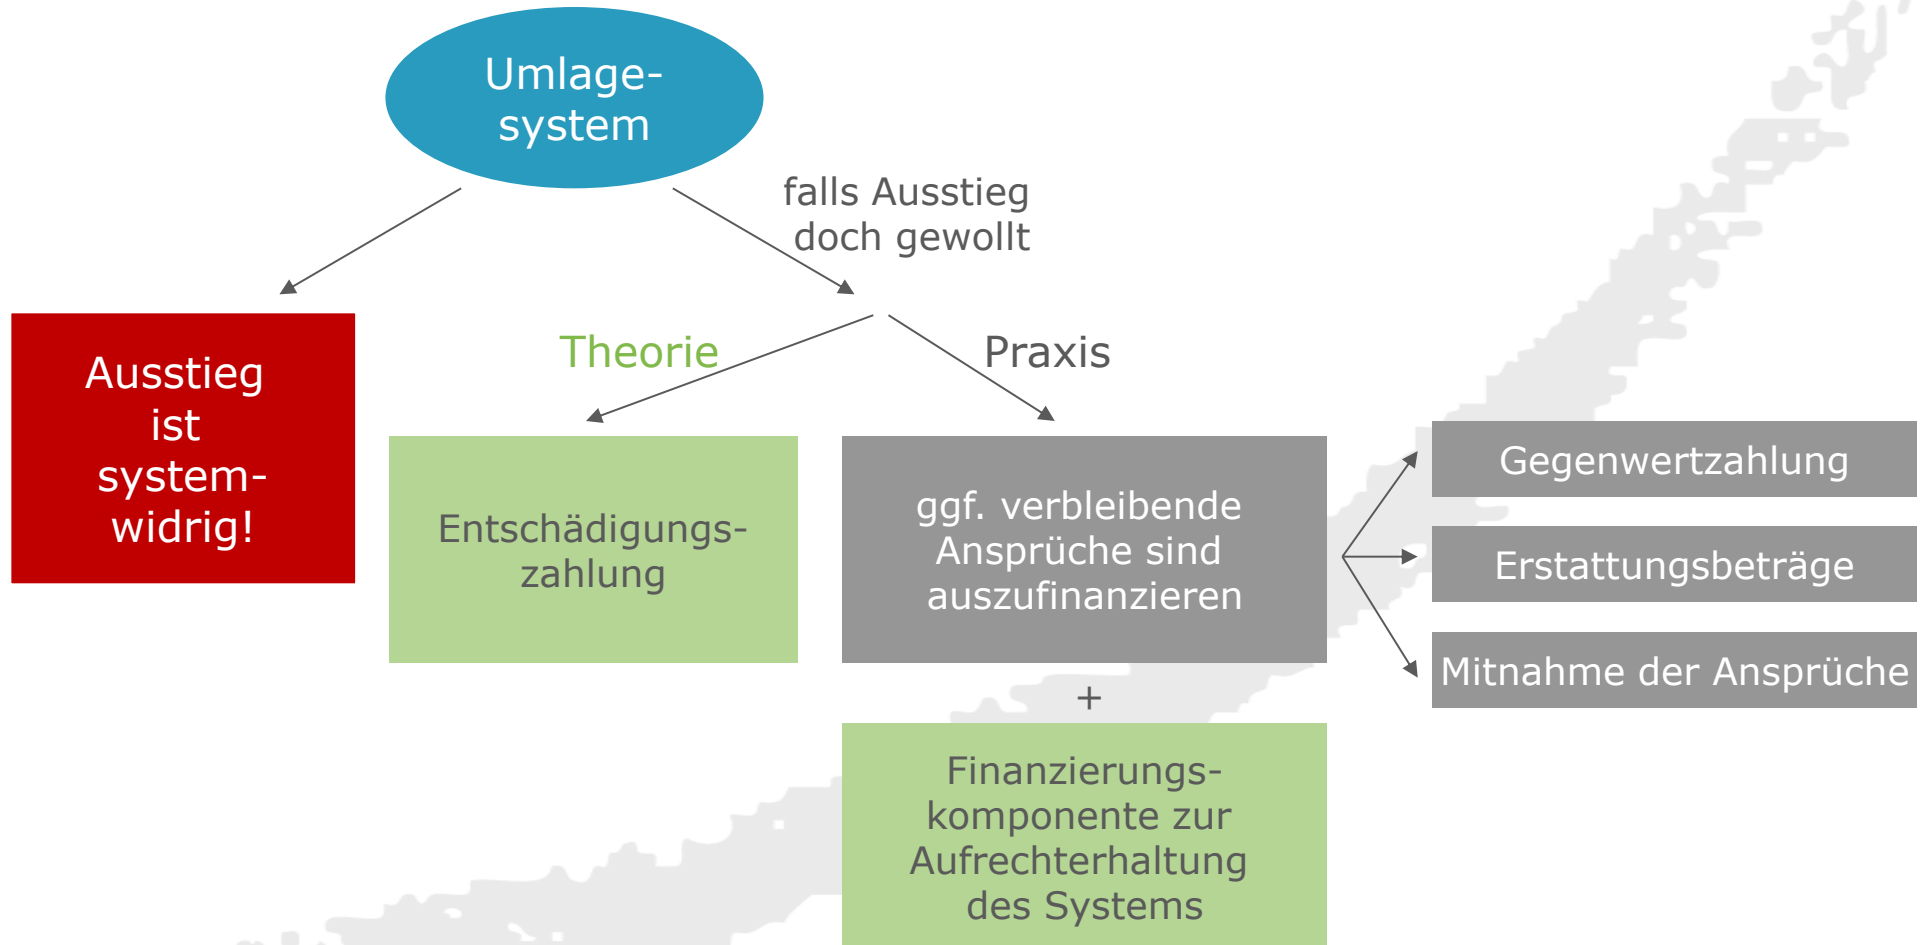 Umlage-
system
falls Ausstieg
doch gewollt
Theorie
Praxis
Ausstieg
ist
system-
widrig!
Entschädigungs-
zahlung
ggf. verbleibende
Ansprüche sind
auszufinanzieren
Gegenwertzahlung
Erstattungsbeträge
Mitnahme der Ansprüche
+
Finanzierungs-
komponente zur
Aufrechterhaltung
des Systems